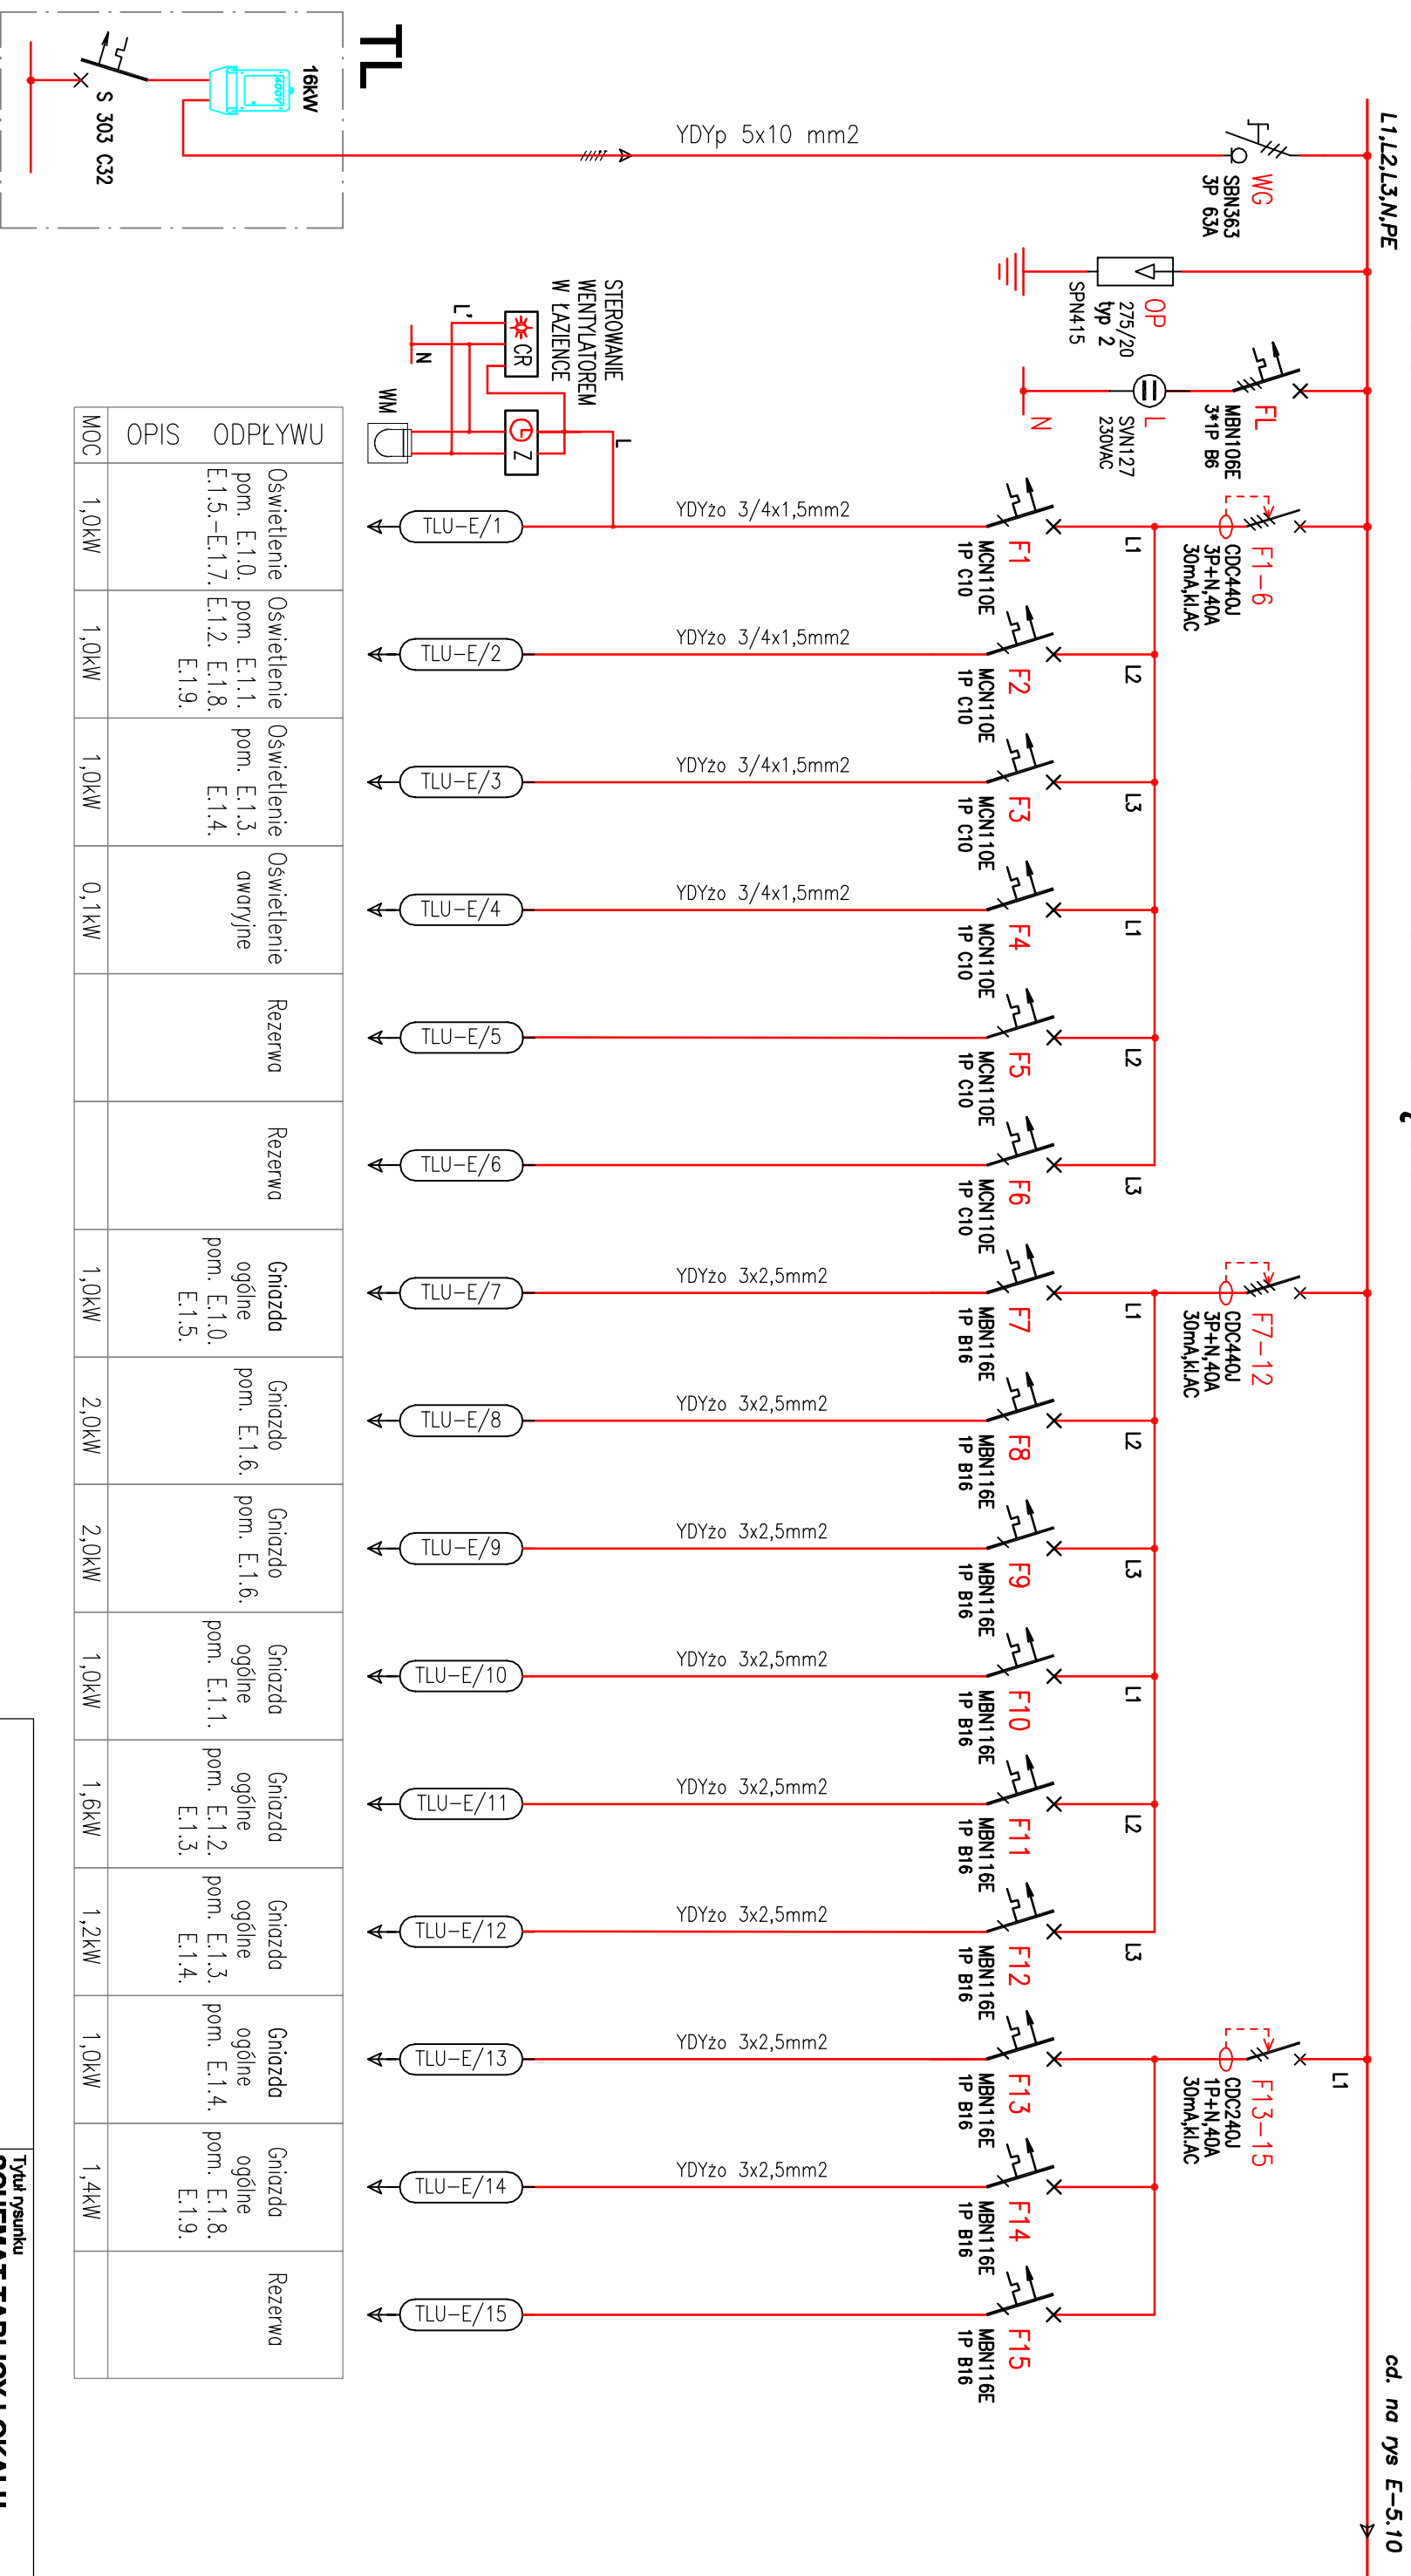 L1,L2,L3,N,PE
cd. na rys E-5.10
TL
16kW
400V
S 303 C32
YDYp 5x10 mm2
WG
SBN363
3P 63A
OP
275/20
typ 2
SPN415
FL
MBN106E
3*1P B6
L
SVN127
230VAC
N
STEROWANIE
WENTYLATOREM
W ŁAZIENCE
L
L'
N
CR
Z
WM
F1-6
CDC440J
3P+N,40A
30mA,kl.AC
F7-12
CDC440J
3P+N,40A
30mA,kl.AC
L1
F13-15
CDC240J
1P+N,40A
30mA,kl.AC
L1
F1
MCN110E
1P C10
YDYżo 3/4x1,5mm2
TLU-E/1
L2
F2
MCN110E
1P C10
YDYżo 3/4x1,5mm2
TLU-E/2
L3
F3
MCN110E
1P C10
YDYżo 3/4x1,5mm2
TLU-E/3
L1
F4
MCN110E
1P C10
YDYżo 3/4x1,5mm2
TLU-E/4
L2
F5
MCN110E
1P C10
TLU-E/5
L3
F6
MCN110E
1P C10
TLU-E/6
L1
F7
MBN116E
1P B16
YDYżo 3x2,5mm2
TLU-E/7
L2
F8
MBN116E
1P B16
YDYżo 3x2,5mm2
TLU-E/8
L3
F9
MBN116E
1P B16
YDYżo 3x2,5mm2
TLU-E/9
L1
F10
MBN116E
1P B16
YDYżo 3x2,5mm2
TLU-E/10
L2
F11
MBN116E
1P B16
YDYżo 3x2,5mm2
TLU-E/11
L3
F12
MBN116E
1P B16
YDYżo 3x2,5mm2
TLU-E/12
F13
MBN116E
1P B16
YDYżo 3x2,5mm2
TLU-E/13
F14
MBN116E
1P B16
YDYżo 3x2,5mm2
TLU-E/14
F15
MBN116E
1P B16
TLU-E/15
OPIS ODPŁYWU
MOC
Oświetlenie
pom. E.1.0.
E.1.5.-E.1.7.
1,0kW
Oświetlenie
pom. E.1.1.
E.1.2. E.1.8.
E.1.9.
1,0kW
Oświetlenie
pom. E.1.3.
E.1.4.
1,0kW
Oświetlenie
awaryjne
0,1kW
Rezerwa
Rezerwa
Gniazda
ogólne
pom. E.1.0.
E.1.5.
1,0kW
Gniazdo
pom. E.1.6.
2,0kW
Gniazdo
pom. E.1.6.
2,0kW
Gniazda
ogólne
pom. E.1.1.
1,0kW
Gniazda
ogólne
pom. E.1.2.
E.1.3.
1,6kW
Gniazda
ogólne
pom. E.1.3.
E.1.4.
1,2kW
Gniazda
ogólne
pom. E.1.4.
1,0kW
Gniazda
ogólne
pom. E.1.8.
E.1.9.
1,4kW
Rezerwa
Tytuł rysunku
SCHEMAT TABLICY LOKALU